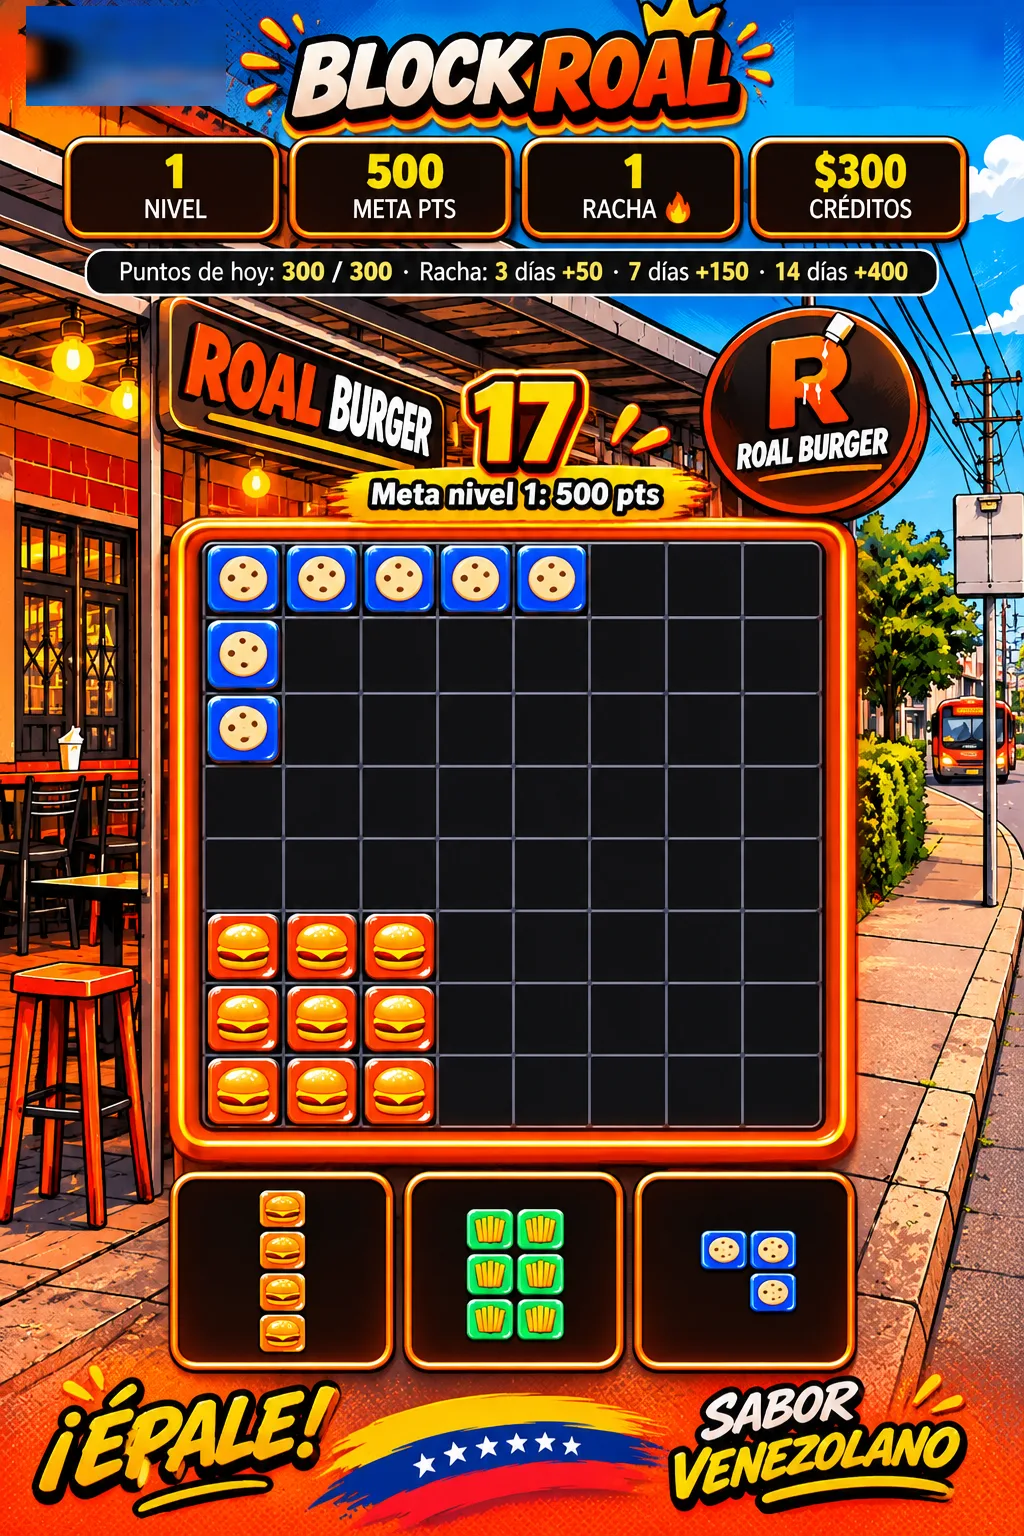 BLOCK ROAL
1
NIVEL
500
META PTS
1
RACHA 🔥
$300
CRÉDITOS
Puntos de hoy: 300 / 300 · Racha: 3 días +50 · 7 días +150 · 14 días +400
ROAL BURGER
17
Meta nivel 1: 500 pts
R
ROAL BURGER
¡ÉPALE!
SABOR
VENEZOLANO